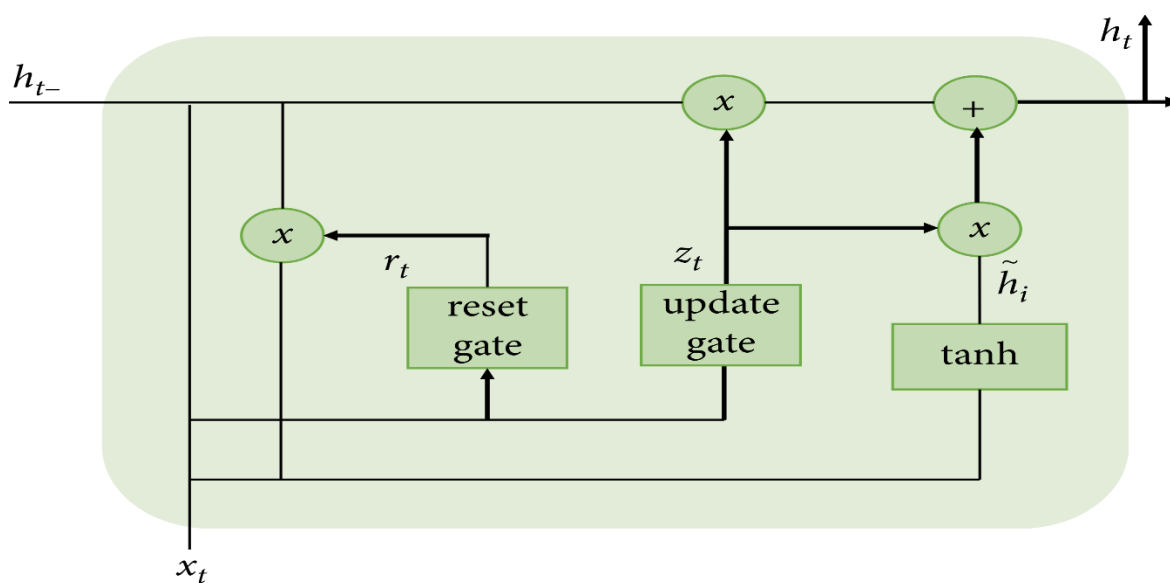 h_t
h_{t-}
x
+
x
x
r_t
z_t
h̃_i
reset
gate
update
gate
tanh
x_t